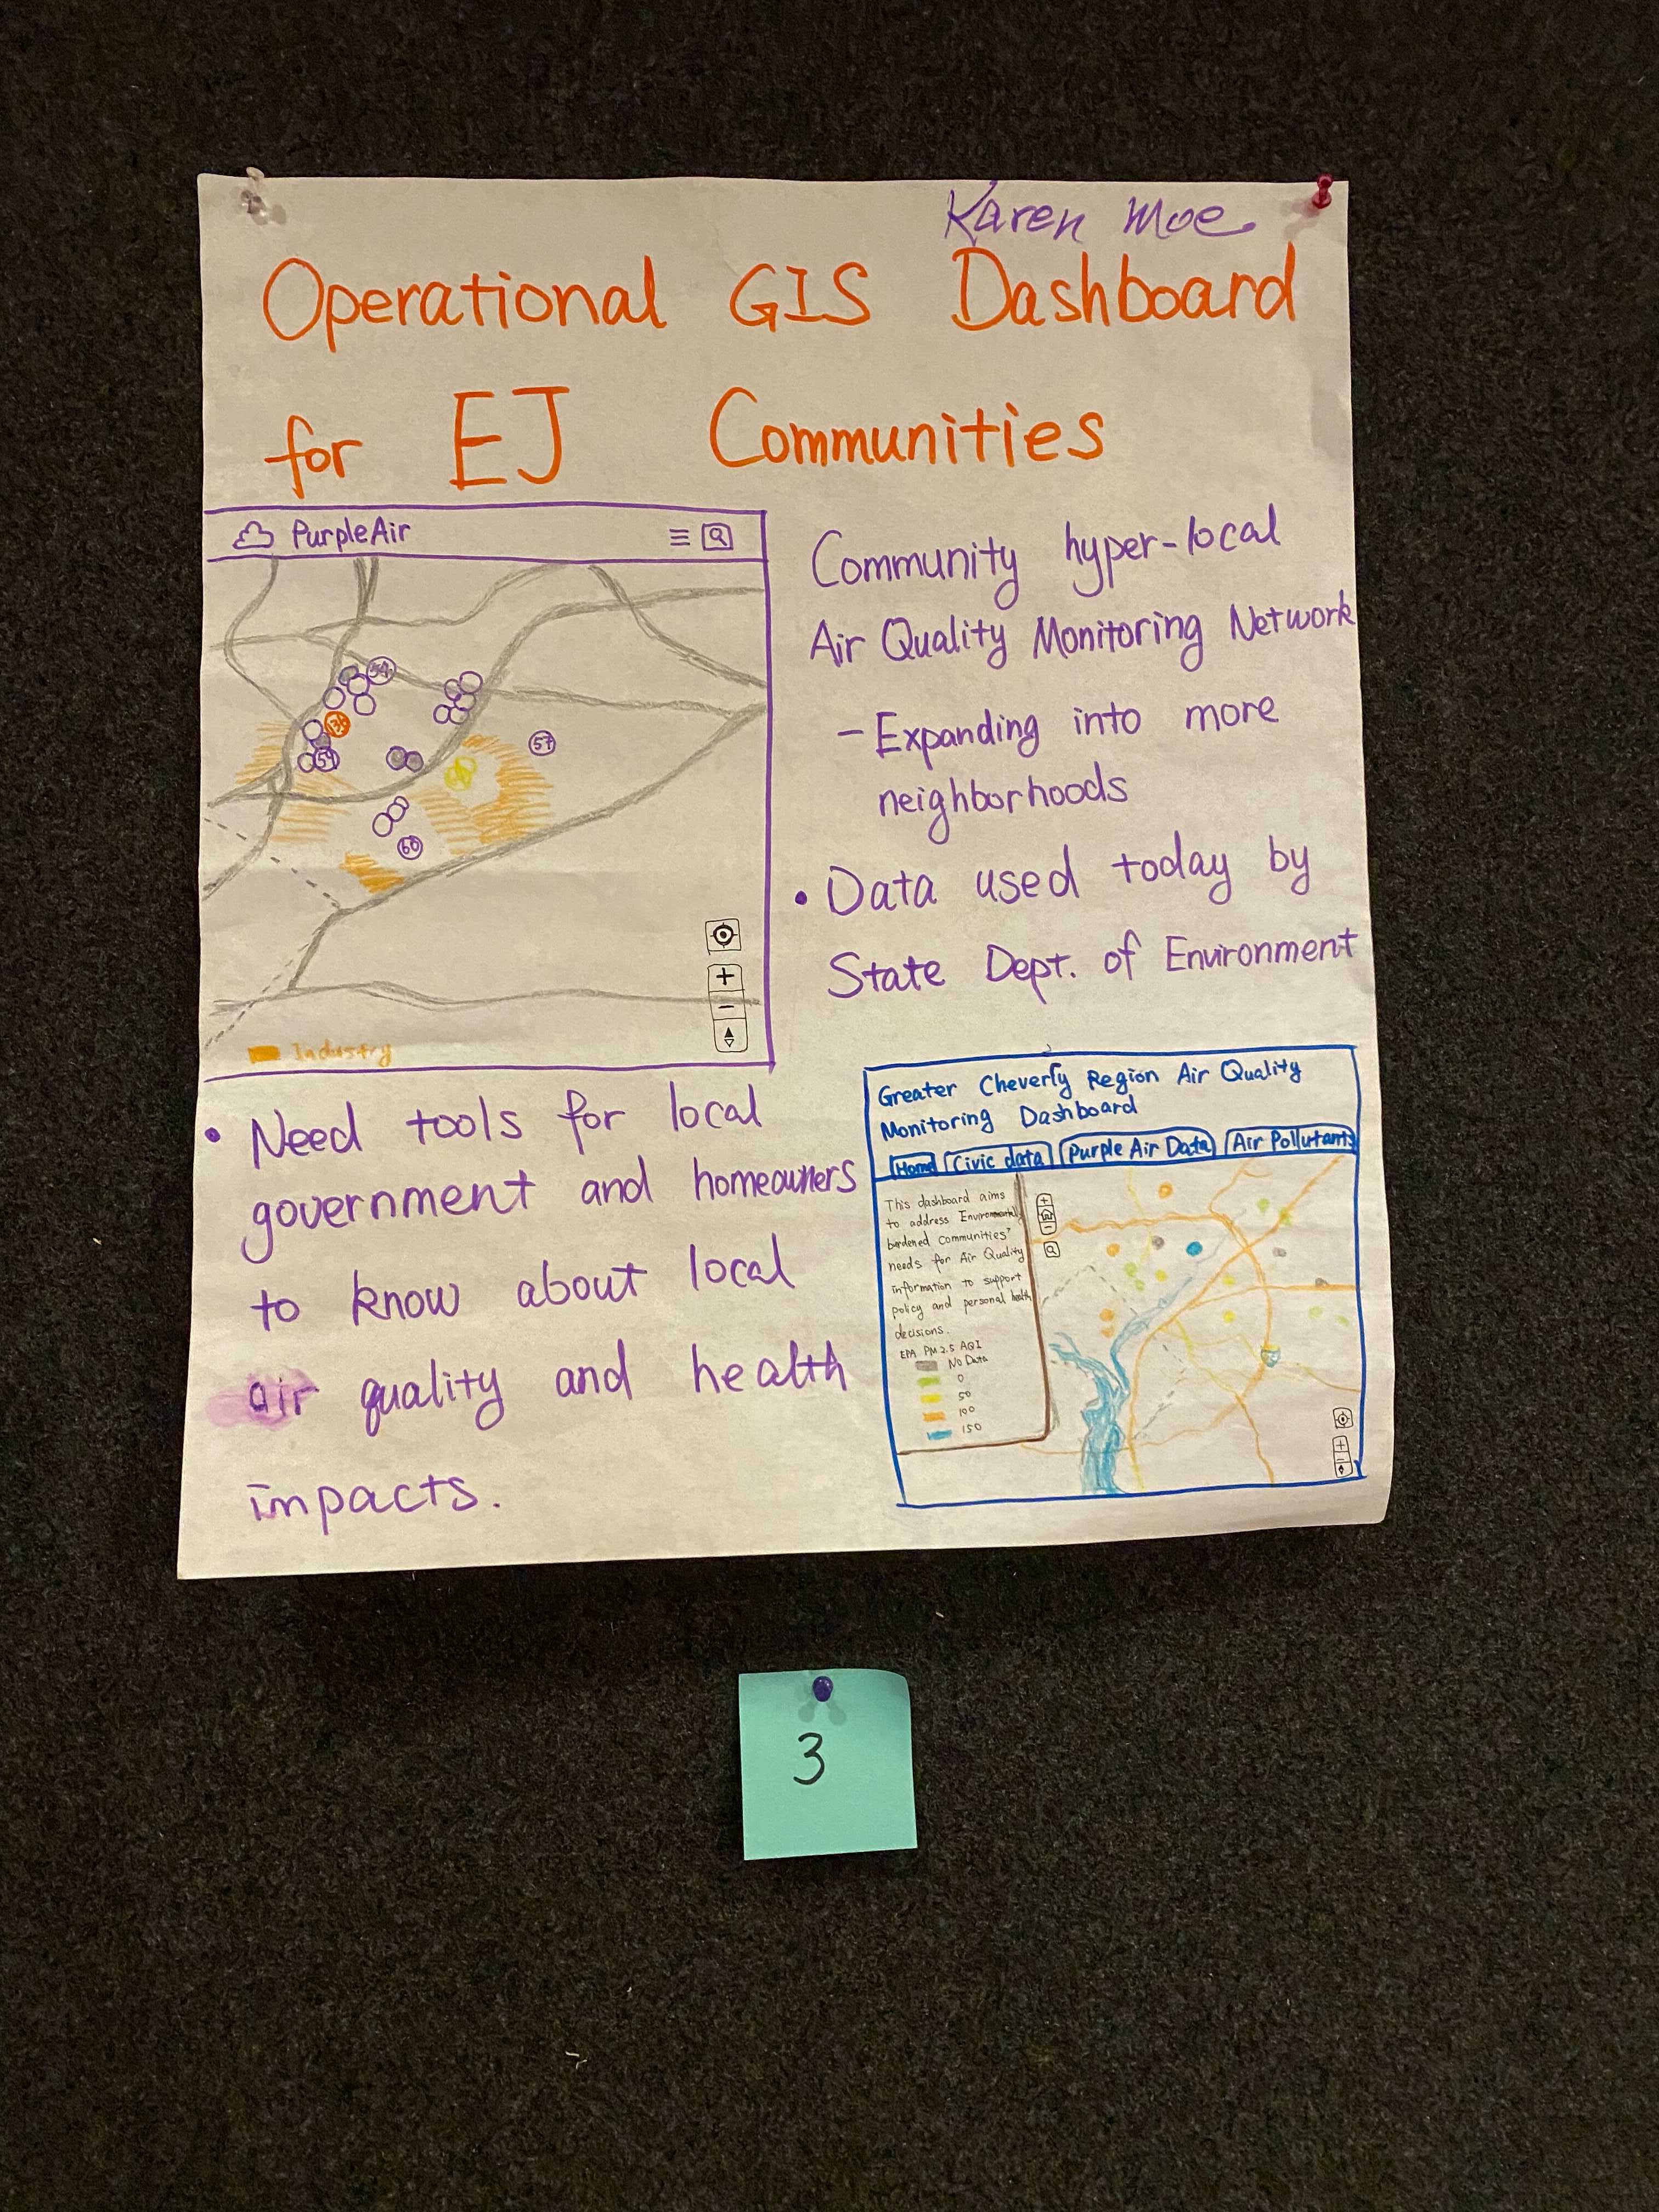 Karen Moe
Operational GIS Dashboard
for EJ Communities
PurpleAir
54
59
57
60
Industry
Community hyper-local
Air Quality Monitoring Network
- Expanding into more
neighborhoods
• Data used today by
State Dept. of Environment
• Need tools for local
government and homeowners
to know about local
air quality and health
impacts.
Greater Cheverly Region Air Quality
Monitoring Dashboard
Home Civic data Purple Air Data Air Pollutants
This dashboard aims
to address Environmental
burdened communities'
needs for Air Quality
information to support
policy and personal health
decisions.
EPA PM 2.5 AQI
No Data
0
50
100
150
3